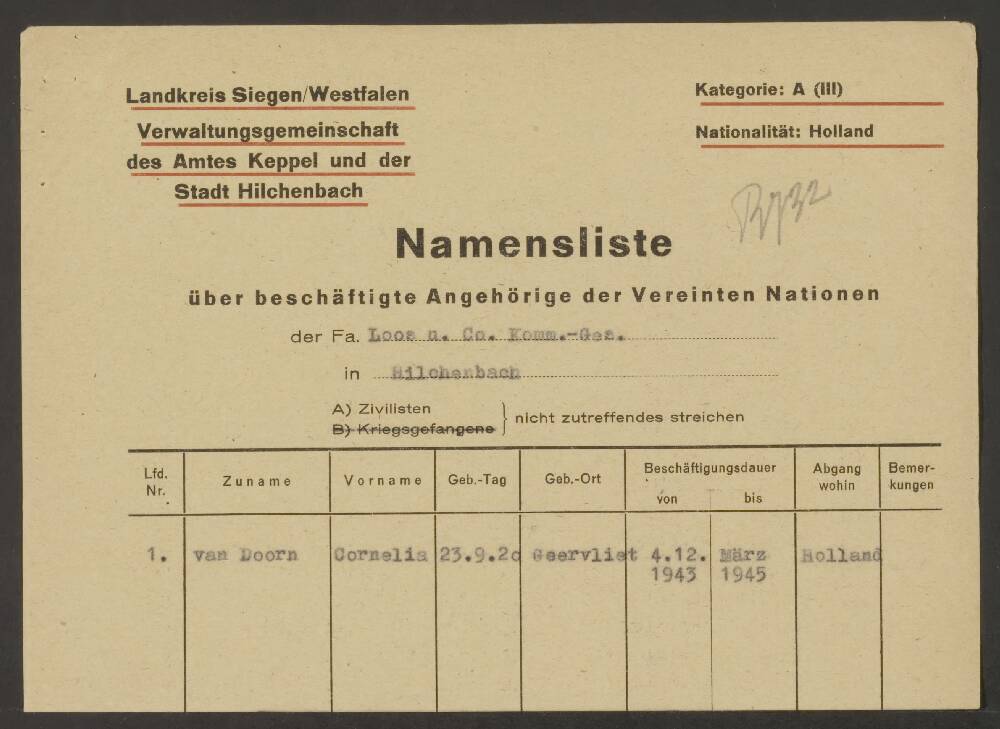 Landkreis Siegen/Westfalen
Verwaltungsgemeinschaft
des Amtes Keppel und der
Stadt Hilchenbach
Kategorie: A (III)
Nationalität: Holland
Namensliste
über beschäftigte Angehörige der Vereinten Nationen
der Fa. Loos u. Co. Komm.-Ges.
in Hilchenbach
A) Zivilisten
B) Kriegsgefangene
nicht zutreffendes streichen
Lfd. Nr. Zuname Vorname Geb.-Tag Geb.-Ort Beschäftigungsdauer von bis Abgang wohin Bemer-kungen
1. van Doorn Cornelia 23.9.20 Geervliet 4.12. März Holland
1943 1945